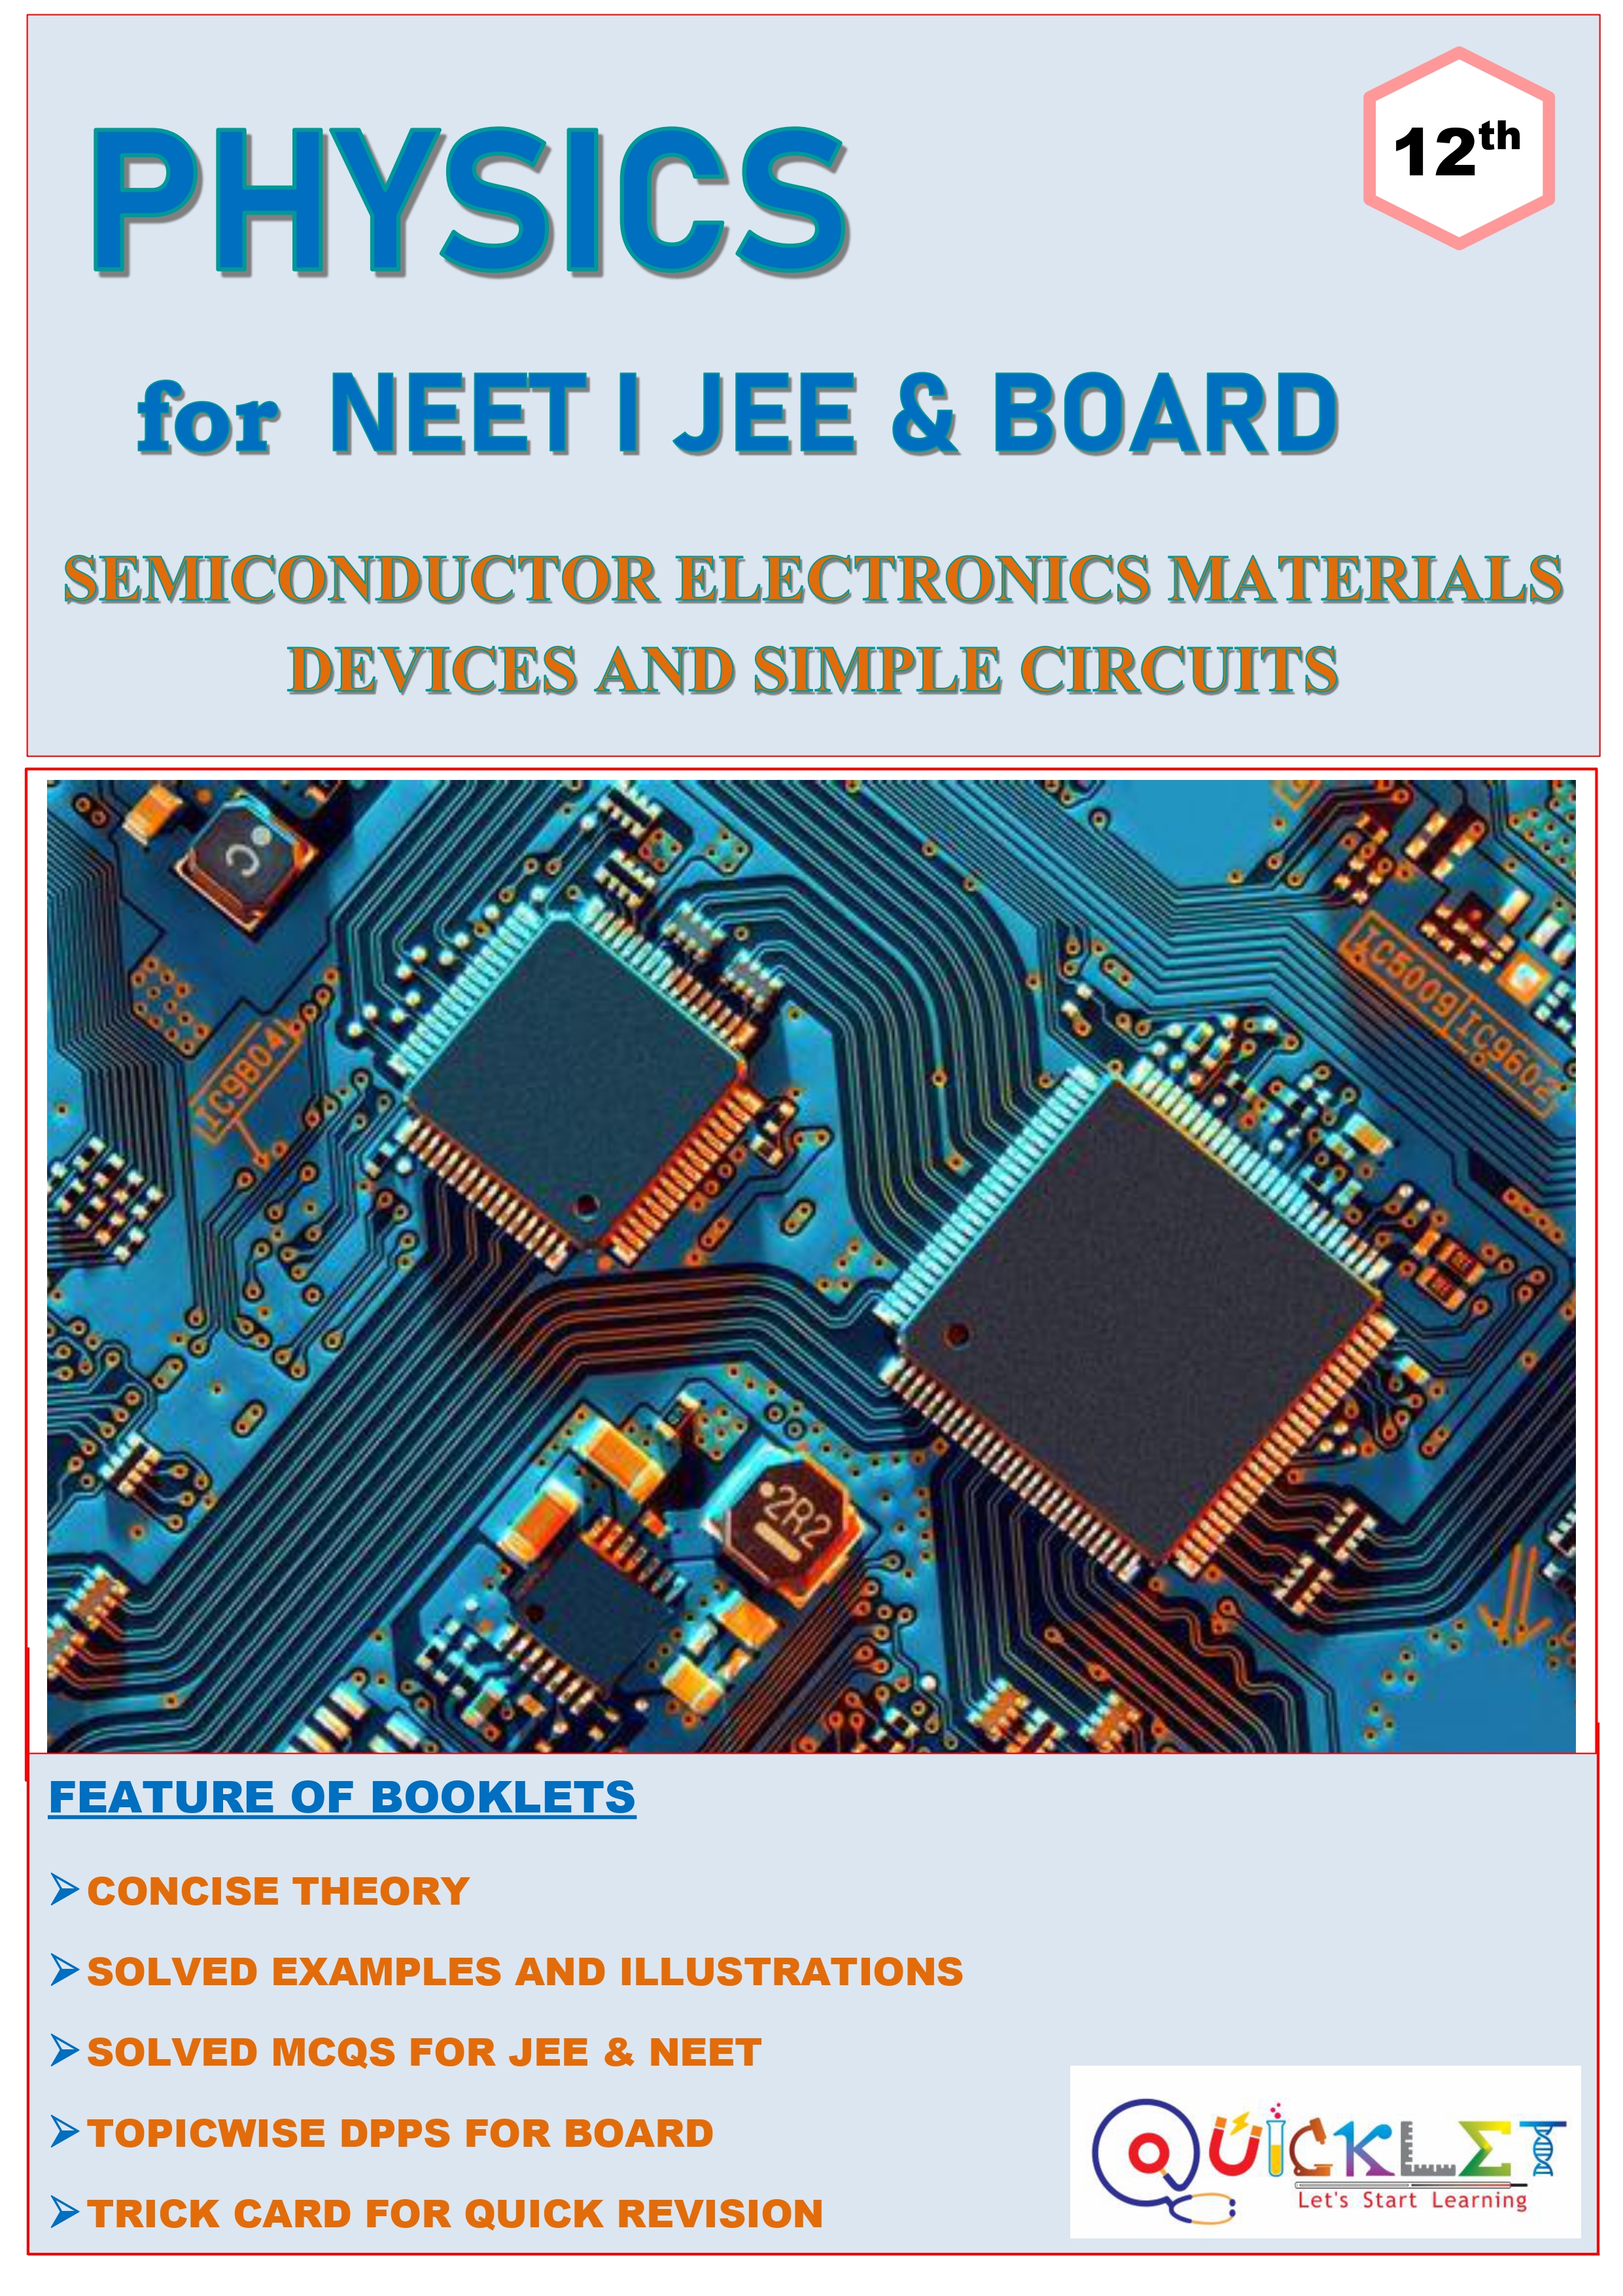 PHYSICS
12th
for NEET I JEE & BOARD
SEMICONDUCTOR ELECTRONICS MATERIALS
DEVICES AND SIMPLE CIRCUITS
IC9804
IC5009 IC9602
2R2
FEATURE OF BOOKLETS
➢ CONCISE THEORY
➢ SOLVED EXAMPLES AND ILLUSTRATIONS
➢ SOLVED MCQS FOR JEE & NEET
➢ TOPICWISE DPPS FOR BOARD
➢ TRICK CARD FOR QUICK REVISION
QUICKLET
Let's Start Learning